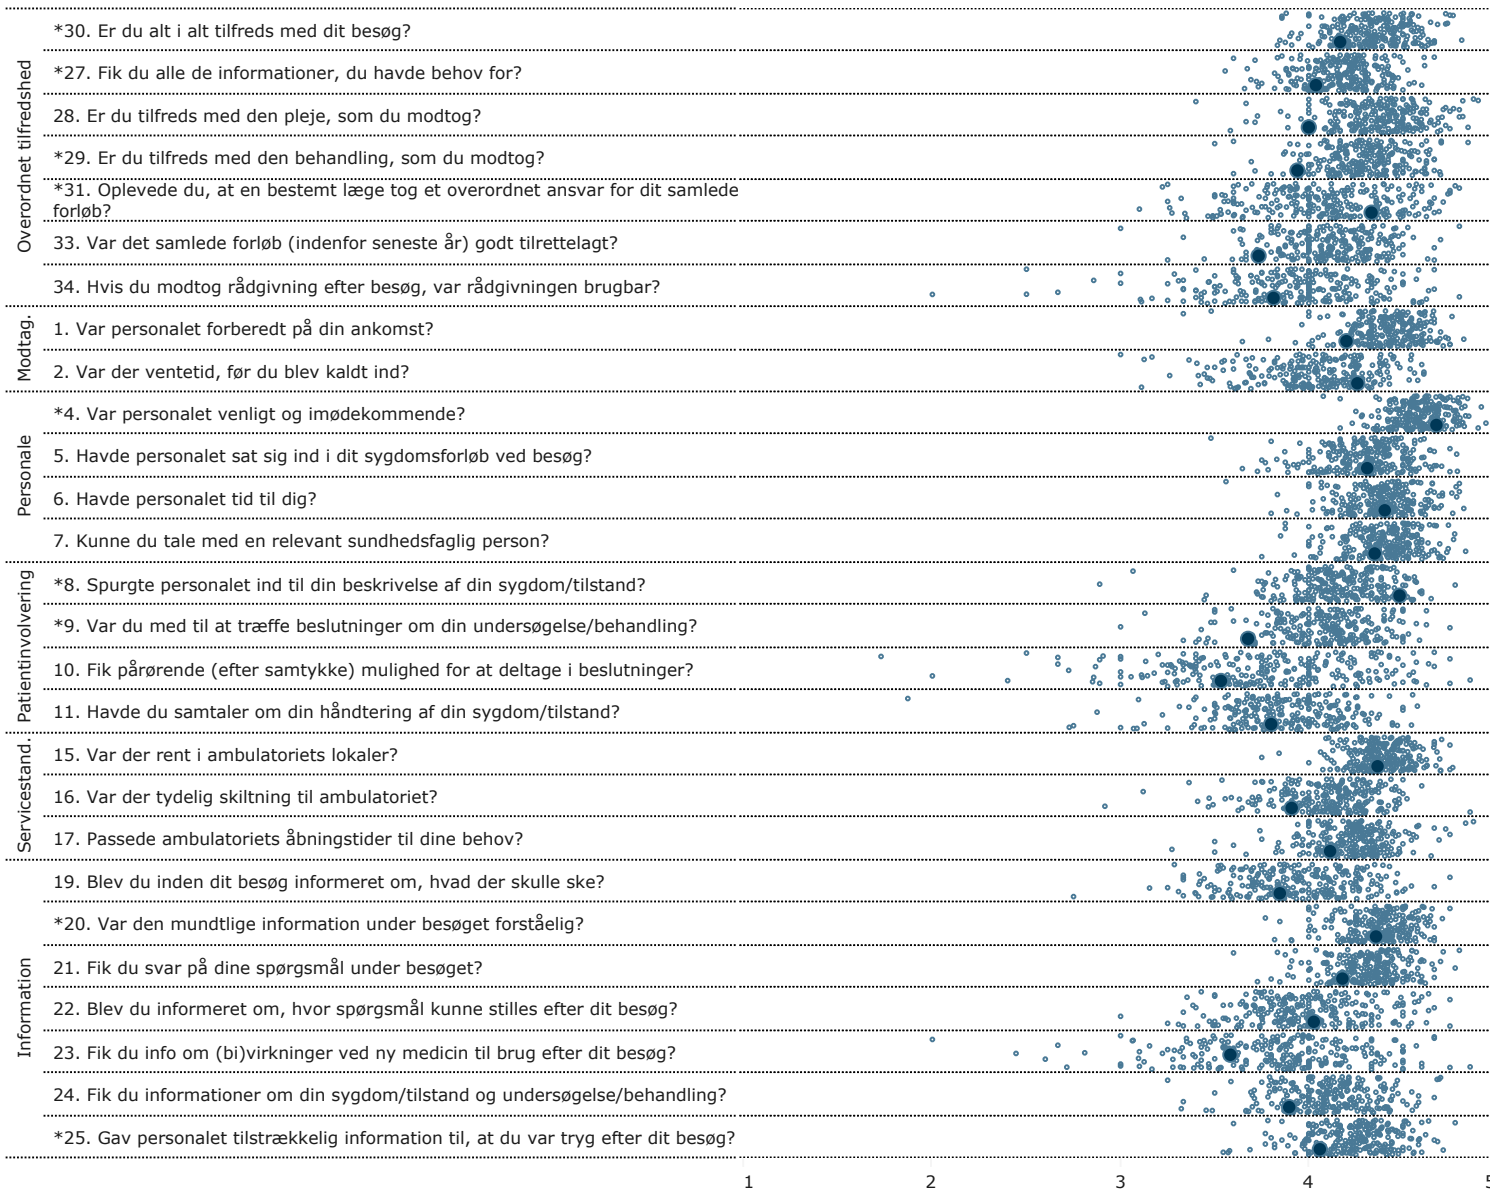 Overordnet tilfredshed
*30. Er du alt i alt tilfreds med dit besøg?
*27. Fik du alle de informationer, du havde behov for?
28. Er du tilfreds med den pleje, som du modtog?
*29. Er du tilfreds med den behandling, som du modtog?
*31. Oplevede du, at en bestemt læge tog et overordnet ansvar for dit samlede
forløb?
33. Var det samlede forløb (indenfor seneste år) godt tilrettelagt?
34. Hvis du modtog rådgivning efter besøg, var rådgivningen brugbar?
Modtag.
1. Var personalet forberedt på din ankomst?
2. Var der ventetid, før du blev kaldt ind?
Personale
*4. Var personalet venligt og imødekommende?
5. Havde personalet sat sig ind i dit sygdomsforløb ved besøg?
6. Havde personalet tid til dig?
7. Kunne du tale med en relevant sundhedsfaglig person?
Patientinvolvering
*8. Spurgte personalet ind til din beskrivelse af din sygdom/tilstand?
*9. Var du med til at træffe beslutninger om din undersøgelse/behandling?
10. Fik pårørende (efter samtykke) mulighed for at deltage i beslutninger?
11. Havde du samtaler om din håndtering af din sygdom/tilstand?
Servicestand.
15. Var der rent i ambulatoriets lokaler?
16. Var der tydelig skiltning til ambulatoriet?
17. Passede ambulatoriets åbningstider til dine behov?
Information
19. Blev du inden dit besøg informeret om, hvad der skulle ske?
*20. Var den mundtlige information under besøget forståelig?
21. Fik du svar på dine spørgsmål under besøget?
22. Blev du informeret om, hvor spørgsmål kunne stilles efter dit besøg?
23. Fik du info om (bi)virkninger ved ny medicin til brug efter dit besøg?
24. Fik du informationer om din sygdom/tilstand og undersøgelse/behandling?
*25. Gav personalet tilstrækkelig information til, at du var tryg efter dit besøg?
1 2 3 4 5